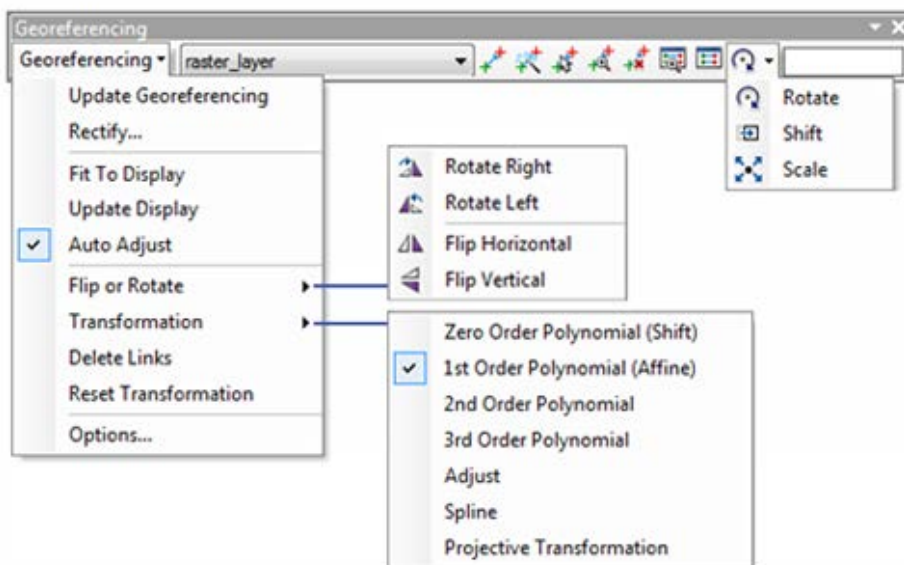 Georeferencing
Georeferencing
raster_layer
Update Georeferencing
Rectify...
Fit To Display
Update Display
Auto Adjust
Flip or Rotate
Transformation
Delete Links
Reset Transformation
Options...
Rotate Right
Rotate Left
Flip Horizontal
Flip Vertical
Zero Order Polynomial (Shift)
1st Order Polynomial (Affine)
2nd Order Polynomial
3rd Order Polynomial
Adjust
Spline
Projective Transformation
Rotate
Shift
Scale